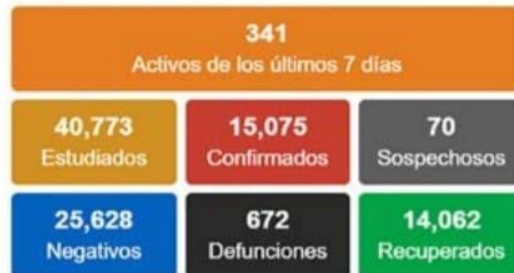 341
Activos de los últimos 7 días
40,773
Estudiados
15,075
Confirmados
70
Sospechosos
25,628
Negativos
672
Defunciones
14,062
Recuperados